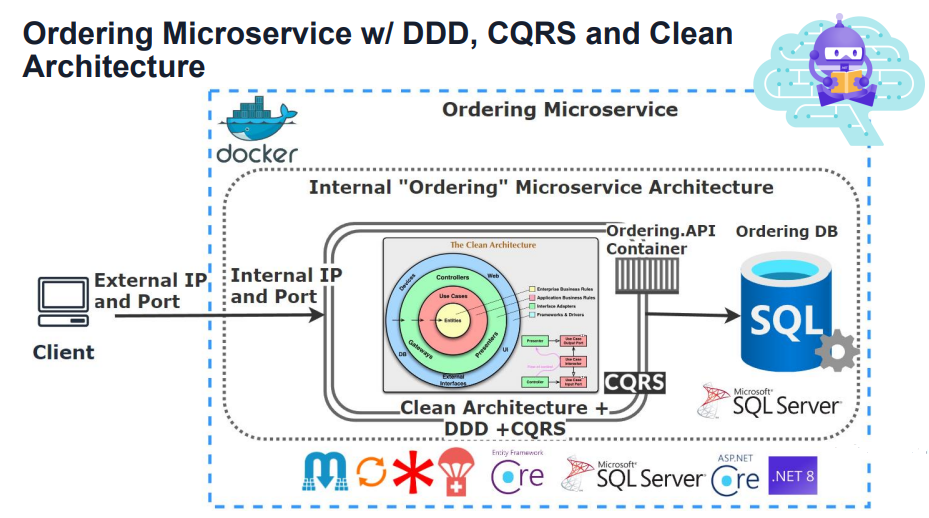 Ordering Microservice w/ DDD, CQRS and Clean
Architecture
docker
Ordering Microservice
Internal "Ordering" Microservice Architecture
External IP
and Port
Client
Internal IP
and Port
The Clean Architecture
Devices
Web
Controllers
Use Cases
Entities
Gateways
Presenters
DB
UI
External
Interfaces
Enterprise Business Rules
Application Business Rules
Interface Adapters
Frameworks & Drivers
Presenter
Use Case
Output Port
Use Case
Interactor
Flow of control
Controller
Use Case
Input Port
Ordering.API
Container
CQRS
Clean Architecture +
DDD +CQRS
Ordering DB
SQL
Microsoft®
SQL Server®
Entity Framework
Core
Microsoft®
SQL Server®
ASP.NET
Core
.NET 8